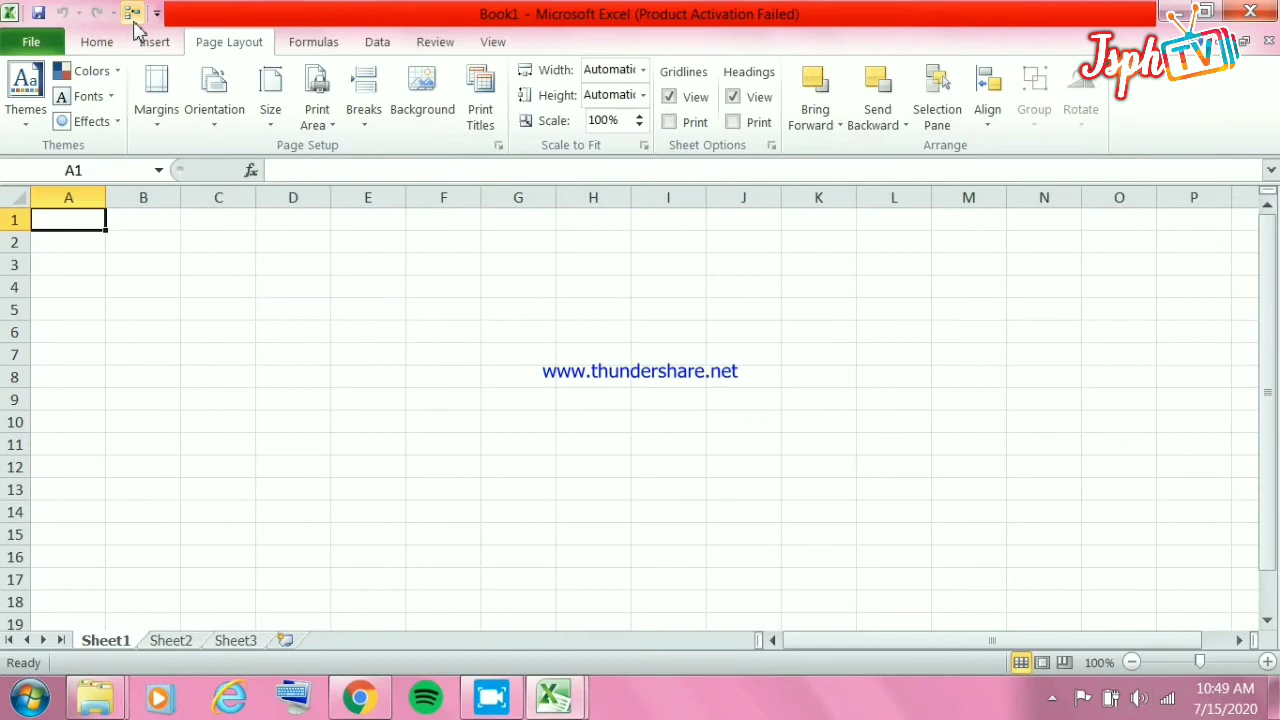 Book1 - Microsoft Excel (Product Activation Failed)
Jsph TV
File Home Insert Page Layout Formulas Data Review View
Themes
Colors
Fonts
Effects
Themes
Margins
Orientation
Size
Print Area
Breaks
Background
Print Titles
Page Setup
Width: Automatic
Height: Automatic
Scale: 100%
Scale to Fit
Gridlines
View
Print
Headings
View
Print
Sheet Options
Bring Forward
Send Backward
Selection Pane
Align
Group
Rotate
Arrange
A1 fx
A B C D E F G H I J K L M N O P
1
2
3
4
5
6
7
www.thundershare.net
8
9
10
11
12
13
14
15
16
17
18
19
Sheet1 Sheet2 Sheet3
Ready 100%
10:49 AM
7/15/2020